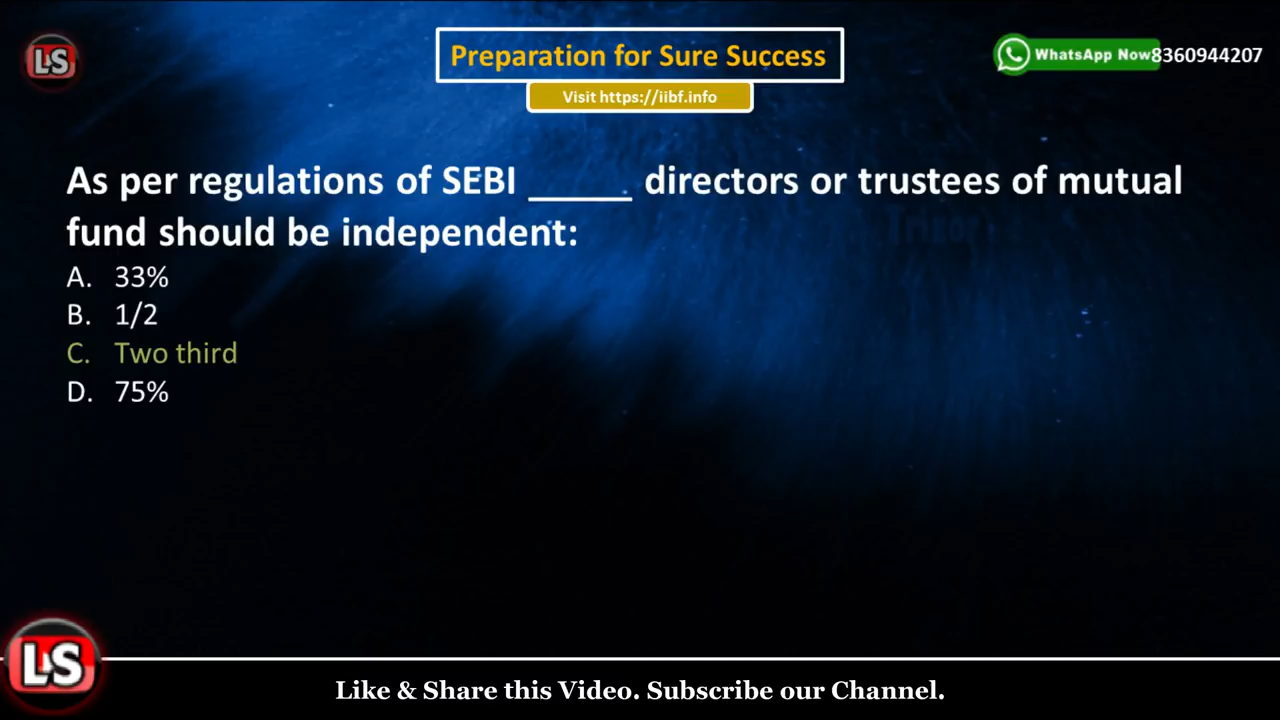 LS
Preparation for Sure Success
WhatsApp Now 8360944207
Visit https://iibf.info
As per regulations of SEBI _____ directors or trustees of mutual
fund should be independent:
A. 33%
B. 1/2
C. Two third
D. 75%
LS
Like & Share this Video. Subscribe our Channel.